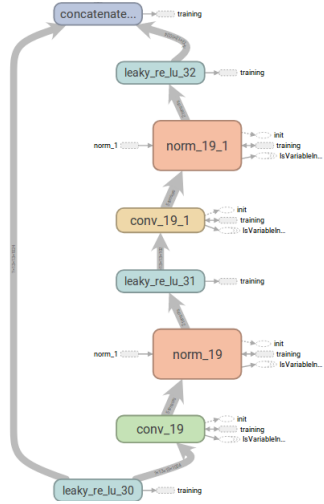 concatenate...
training
leaky_re_lu_32
training
norm_1
norm_19_1
init
training
IsVariableIn...
conv_19_1
init
training
IsVariableIn...
leaky_re_lu_31
training
norm_1
norm_19
init
training
IsVariableIn...
conv_19
init
training
IsVariableIn...
leaky_re_lu_30
training